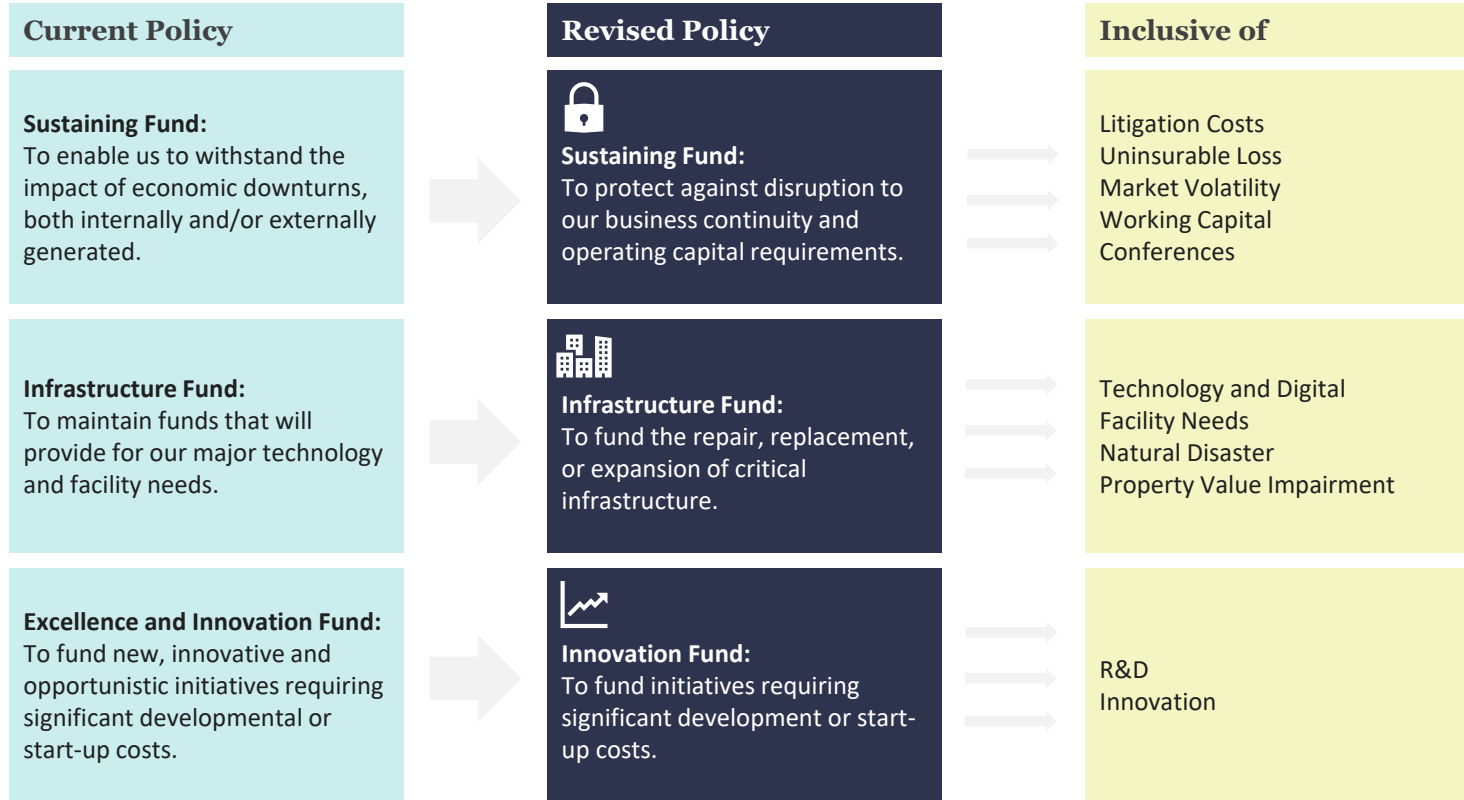 Current Policy
Revised Policy
Inclusive of
Sustaining Fund:
To enable us to withstand the
impact of economic downturns,
both internally and/or externally
generated.
Sustaining Fund:
To protect against disruption to
our business continuity and
operating capital requirements.
Litigation Costs
Uninsurable Loss
Market Volatility
Working Capital
Conferences
Infrastructure Fund:
To maintain funds that will
provide for our major technology
and facility needs.
Infrastructure Fund:
To fund the repair, replacement,
or expansion of critical
infrastructure.
Technology and Digital
Facility Needs
Natural Disaster
Property Value Impairment
Excellence and Innovation Fund:
To fund new, innovative and
opportunistic initiatives requiring
significant developmental or
start-up costs.
Innovation Fund:
To fund initiatives requiring
significant development or start-
up costs.
R&D
Innovation